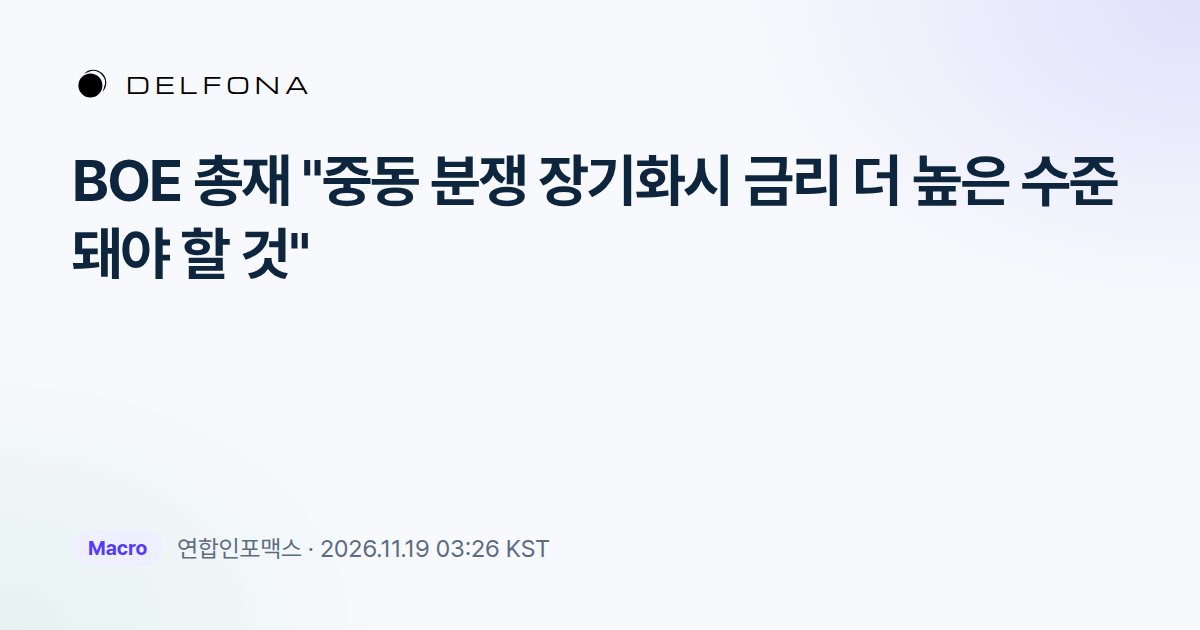 DELFONA
BOE 총재 "중동 분쟁 장기화시 금리 더 높은 수준
돼야 할 것"
Macro 연합인포맥스 · 2026.11.19 03:26 KST